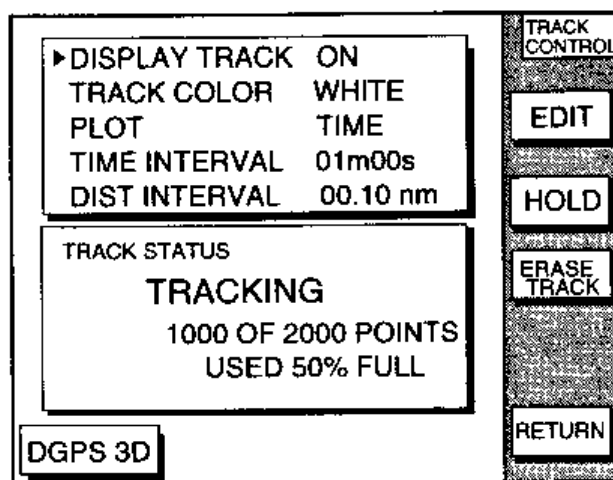 ▶DISPLAY TRACK ON
TRACK COLOR WHITE
PLOT TIME
TIME INTERVAL 01m00s
DIST INTERVAL 00.10 nm
TRACK STATUS
TRACKING
1000 OF 2000 POINTS
USED 50% FULL
DGPS 3D
TRACK
CONTROL
EDIT
HOLD
ERASE
TRACK
RETURN